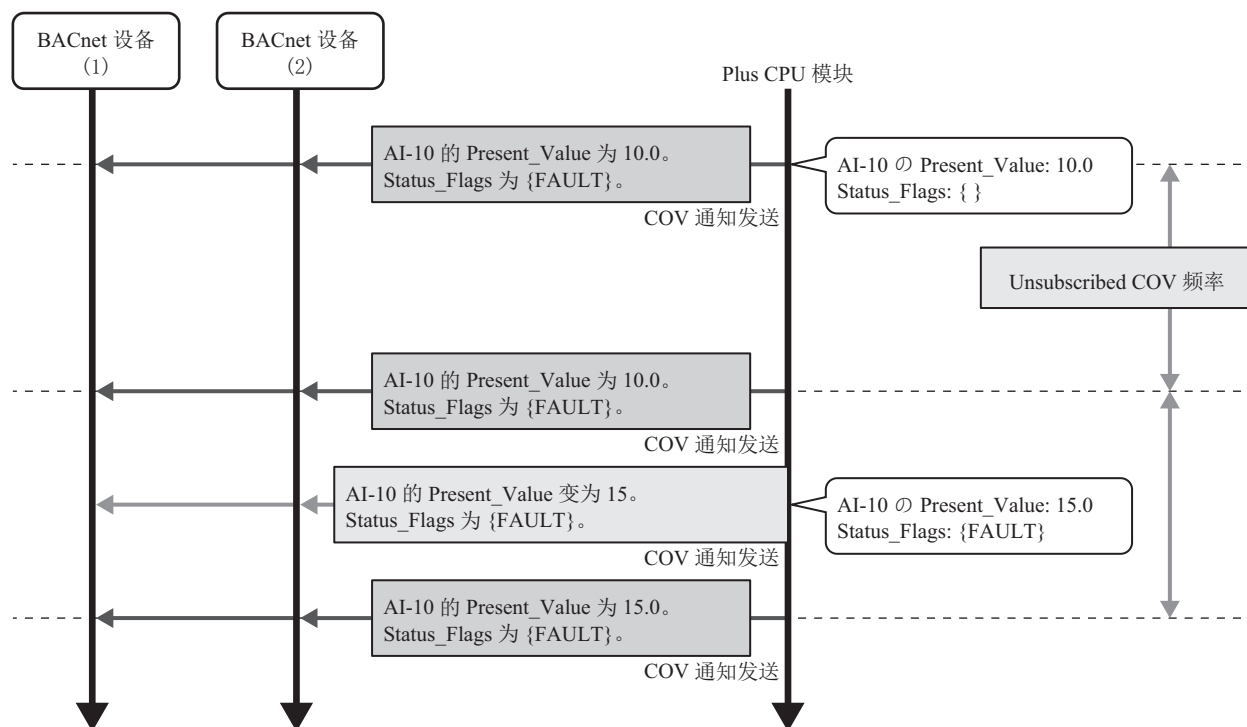 BACnet 设备
(1)
BACnet 设备
(2)
Plus CPU 模块
AI-10 的 Present_Value 为 10.0。
Status_Flags 为 {FAULT}。
COV 通知发送
AI-10 の Present_Value: 10.0
Status_Flags: { }
Unsubscribed COV 频率
AI-10 的 Present_Value 为 10.0。
Status_Flags 为 {FAULT}。
COV 通知发送
AI-10 的 Present_Value 变为 15。
Status_Flags 为 {FAULT}。
COV 通知发送
AI-10 の Present_Value: 15.0
Status_Flags: {FAULT}
AI-10 的 Present_Value 为 15.0。
Status_Flags 为 {FAULT}。
COV 通知发送